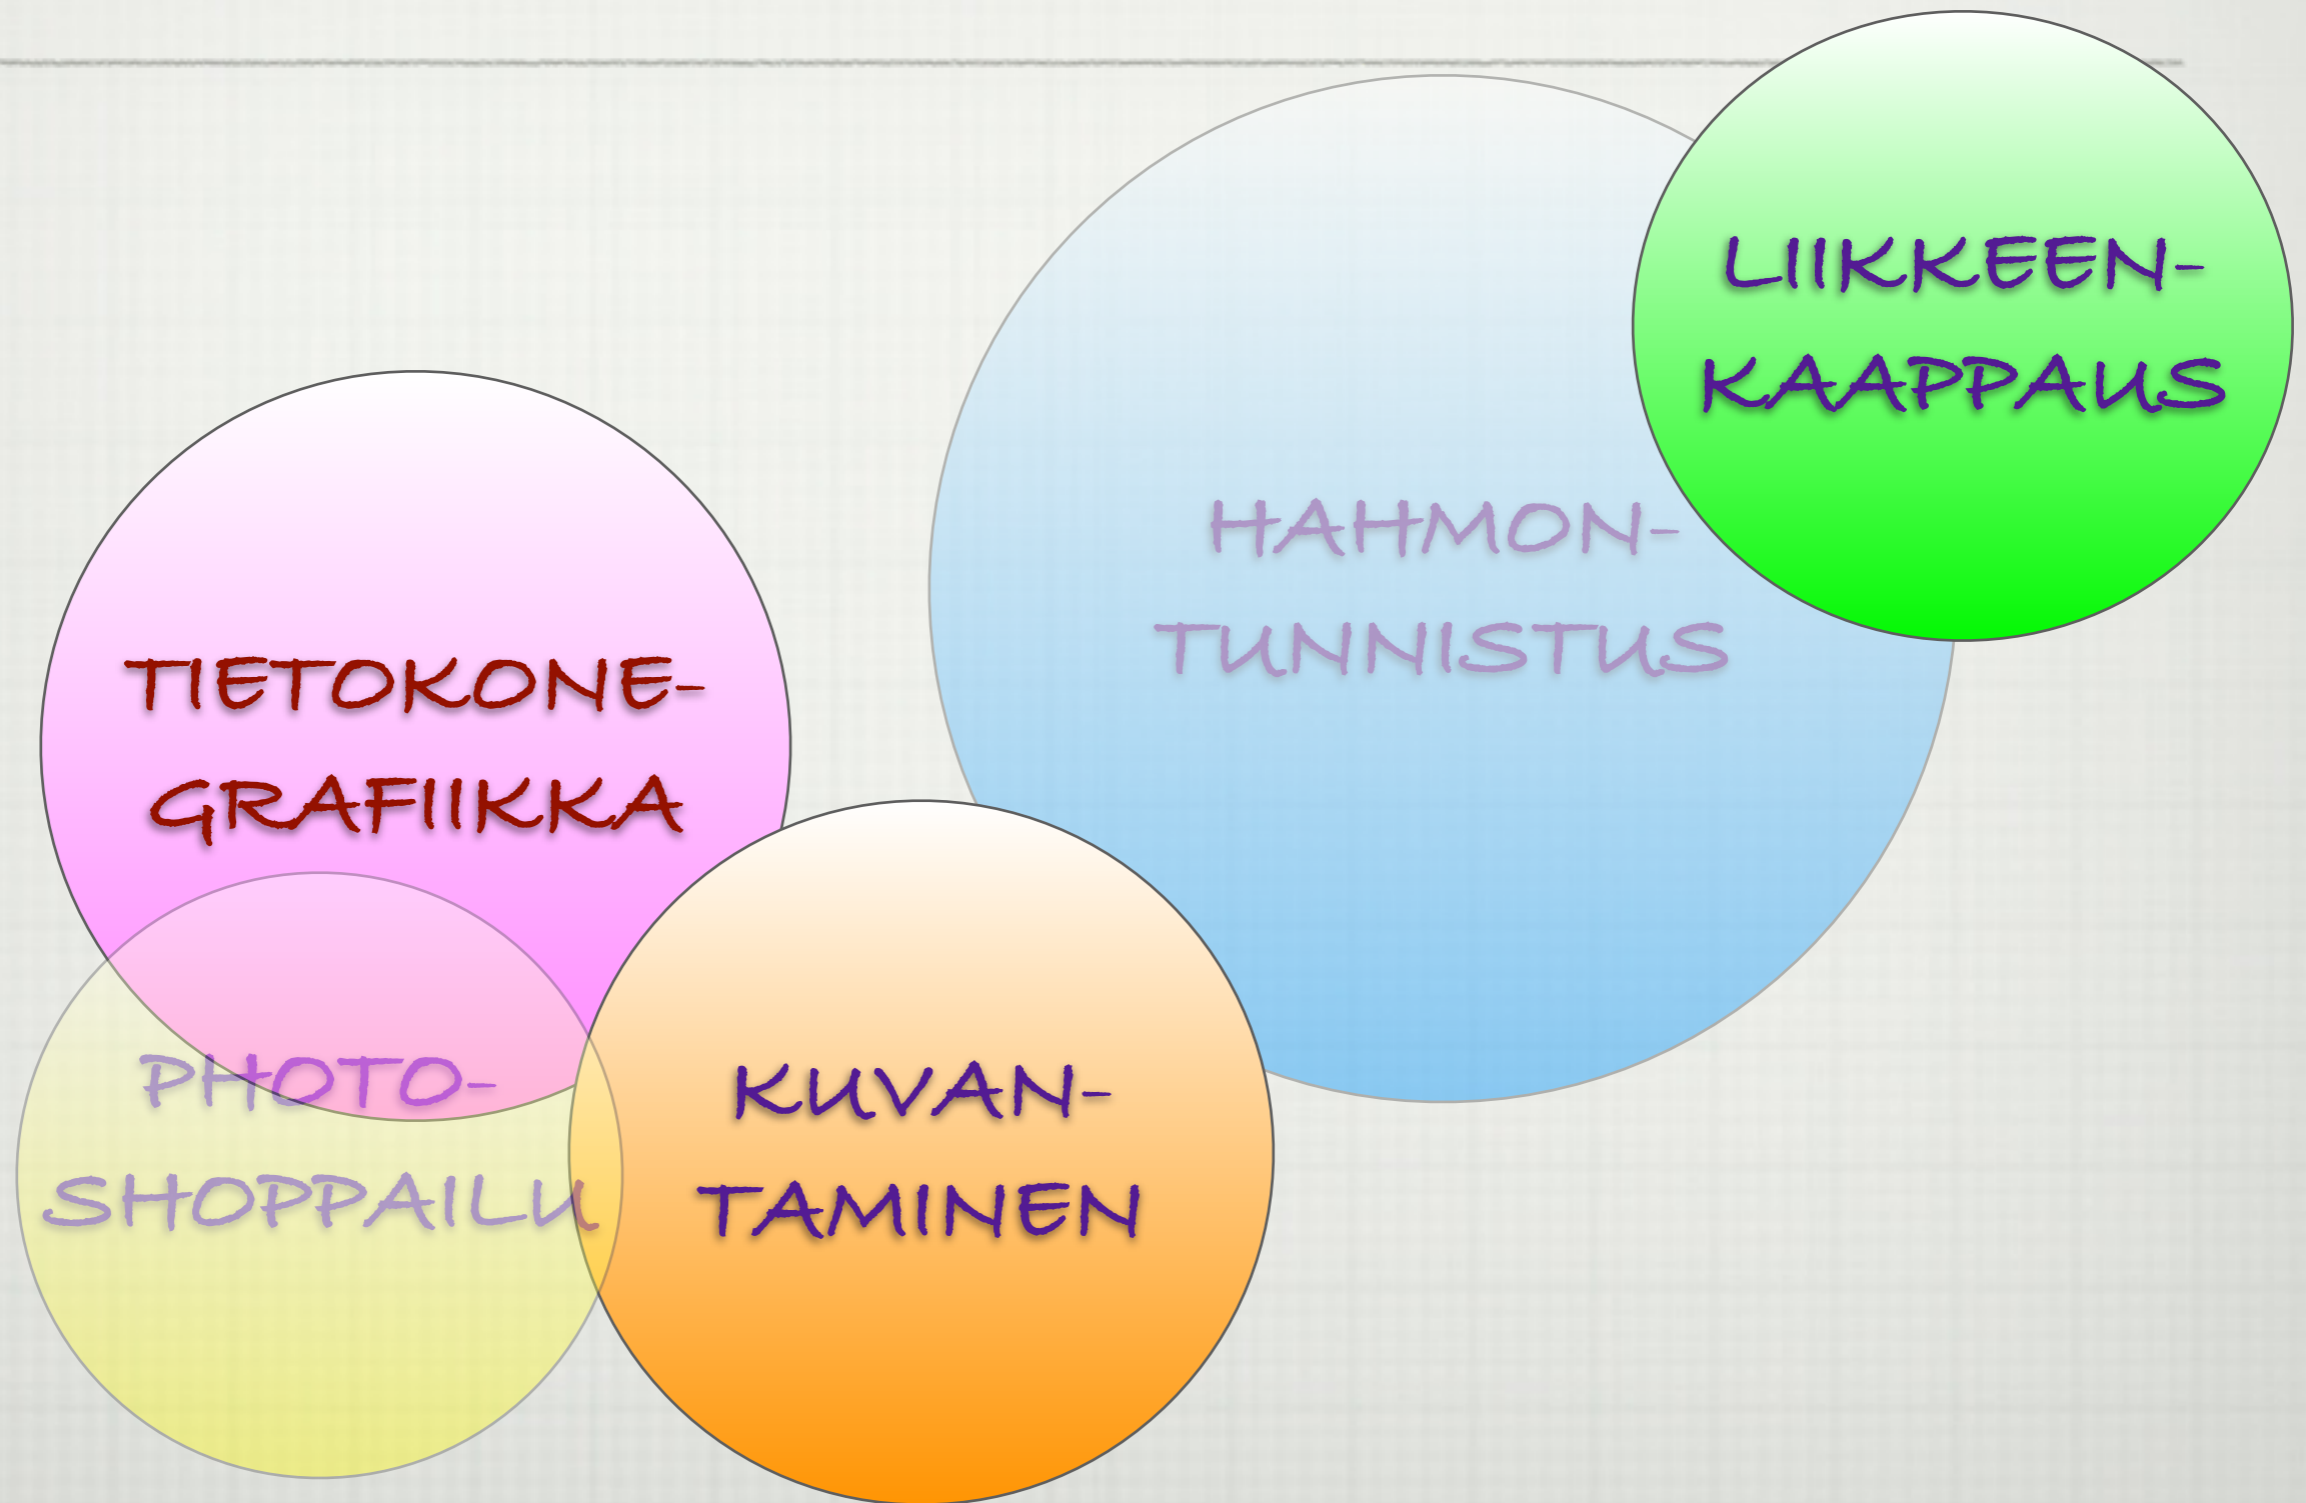 LIIKKEEN-
KAAPPAUS
HAHMON-
TUNNISTUS
TIETOKONE-
GRAFIIKKA
PHOTO-
SHOPPAILU
KUVAN-
TAMINEN